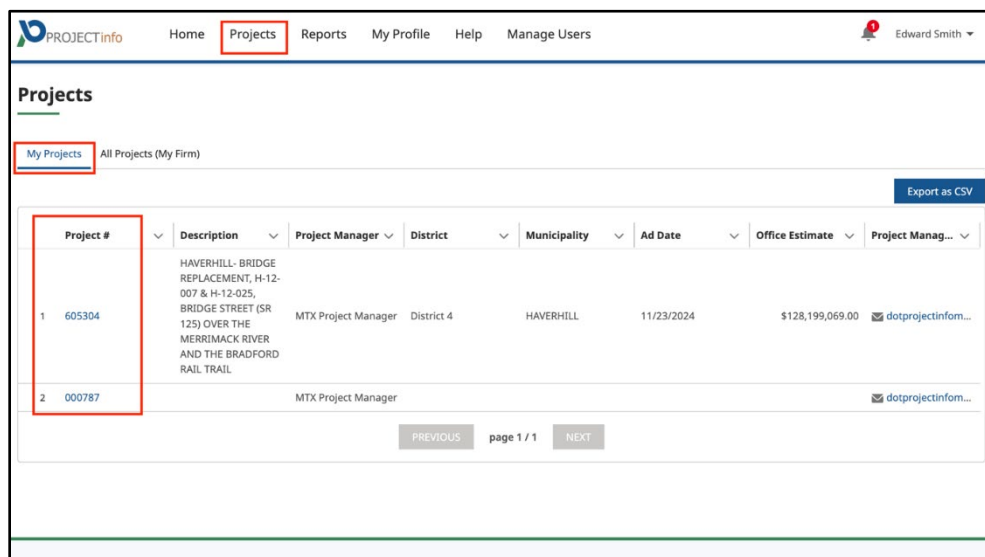 PROJECTinfo Home Projects Reports My Profile Help Manage Users 1 Edward Smith
Projects
My Projects All Projects (My Firm)
Export as CSV
Project # Description Project Manager District Municipality Ad Date Office Estimate Project Manag...
HAVERHILL- BRIDGE
REPLACEMENT, H-12-
007 & H-12-025,
BRIDGE STREET (SR
1 605304 125) OVER THE MTX Project Manager District 4 HAVERHILL 11/23/2024 $128,199,069.00 dotprojectinfom...
MERRIMACK RIVER
AND THE BRADFORD
RAIL TRAIL
2 000787 MTX Project Manager dotprojectinfom...
PREVIOUS page 1 / 1 NEXT